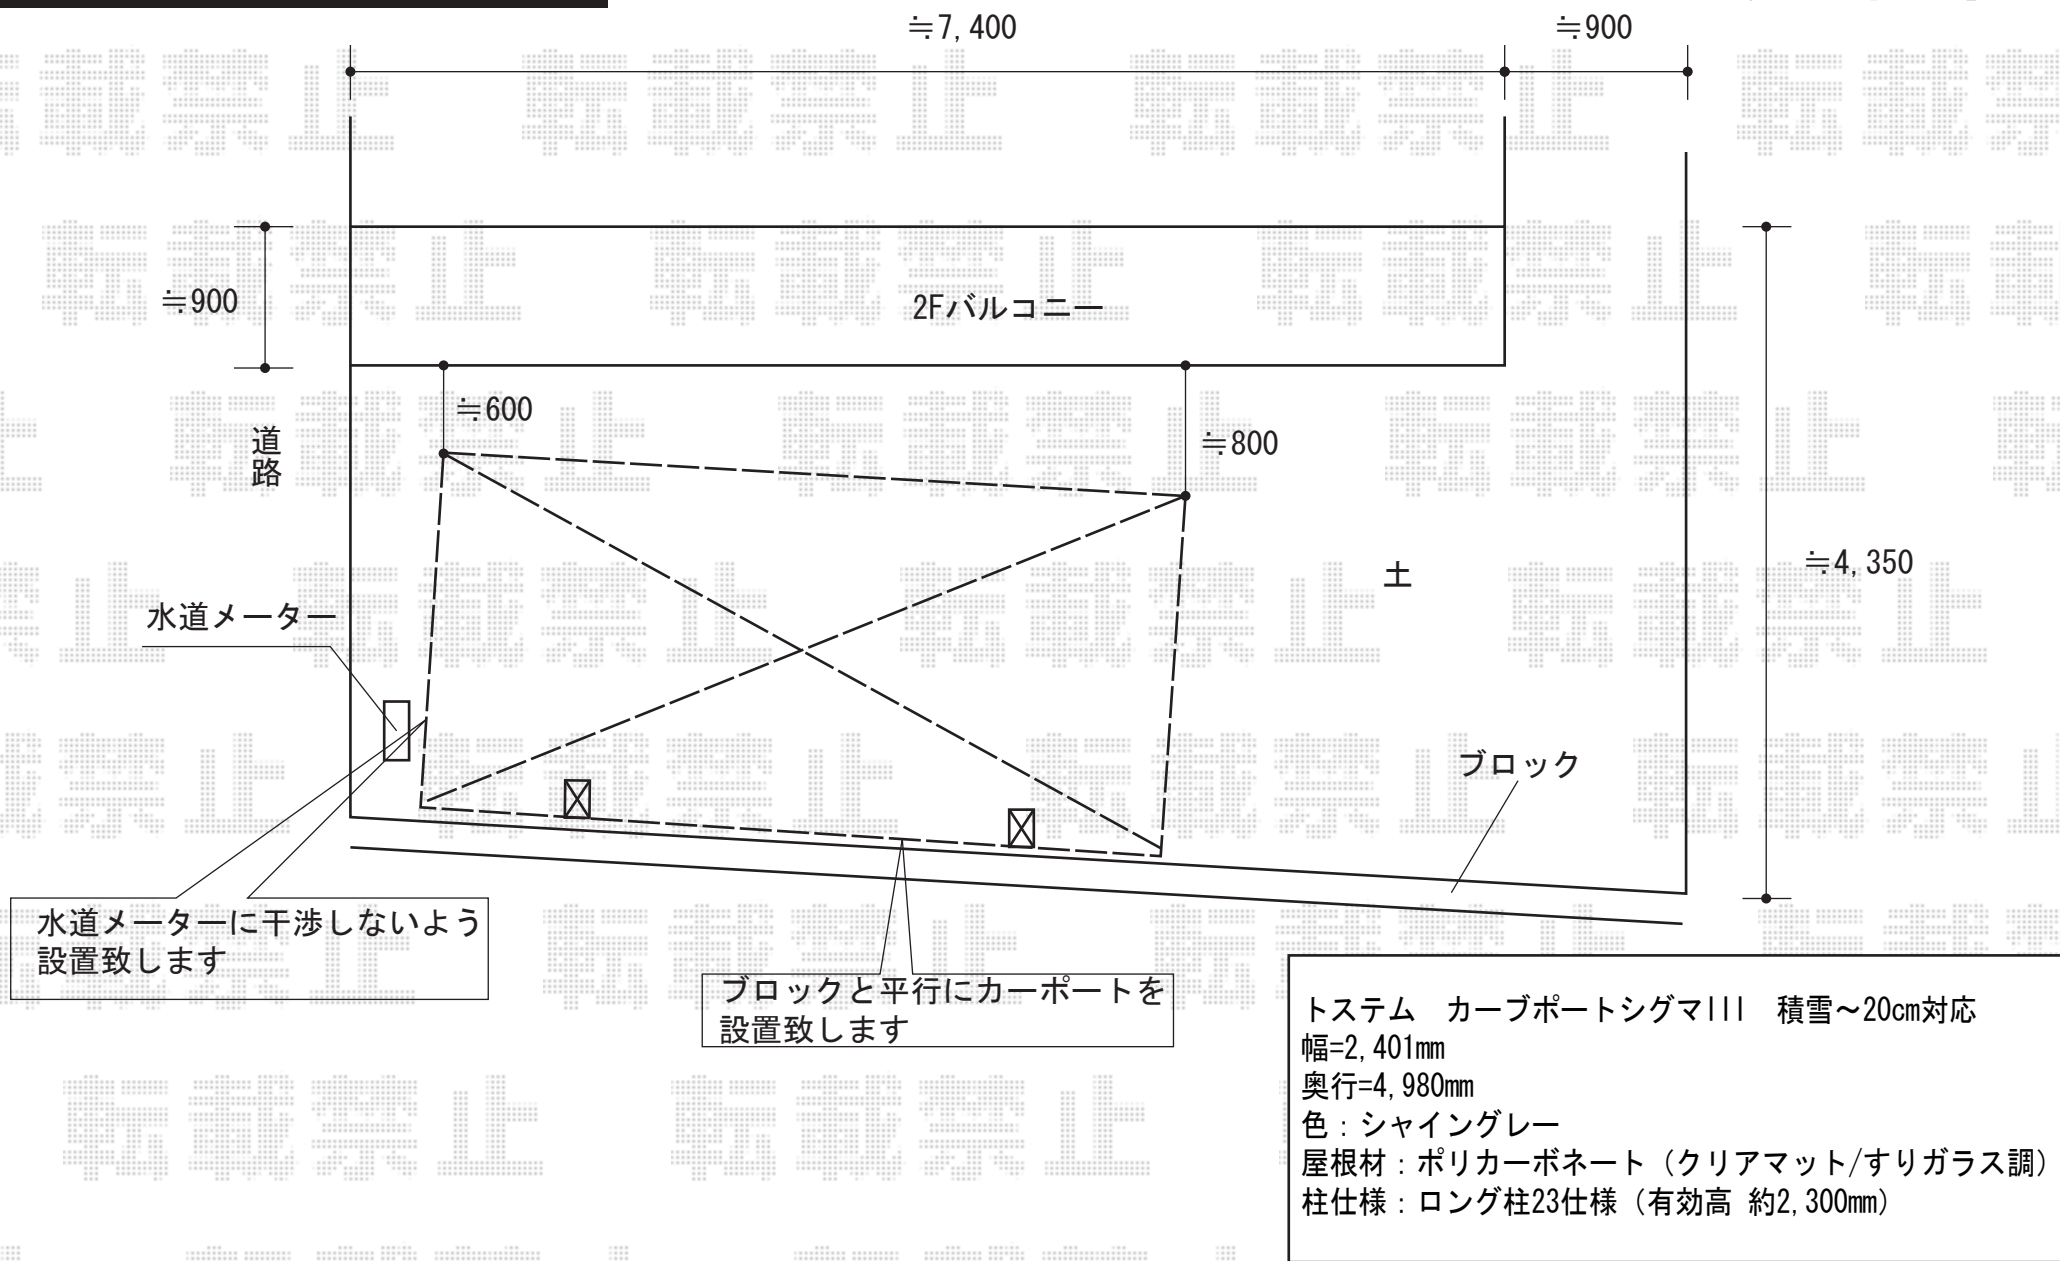 ≒7,400
≒900
≒900
2Fバルコニー
≒600
≒800
道路
土
≒4,350
水道メーター
ブロック
水道メーターに干渉しないよう
設置致します
ブロックと平行にカーポートを
設置致します
トステム　カーブポートシグマIII　積雪～20cm対応
幅=2,401mm
奥行=4,980mm
色：シャイングレー
屋根材：ポリカーボネート（クリアマット/すりガラス調）
柱仕様：ロング柱23仕様（有効高 約2,300mm）
転載禁止